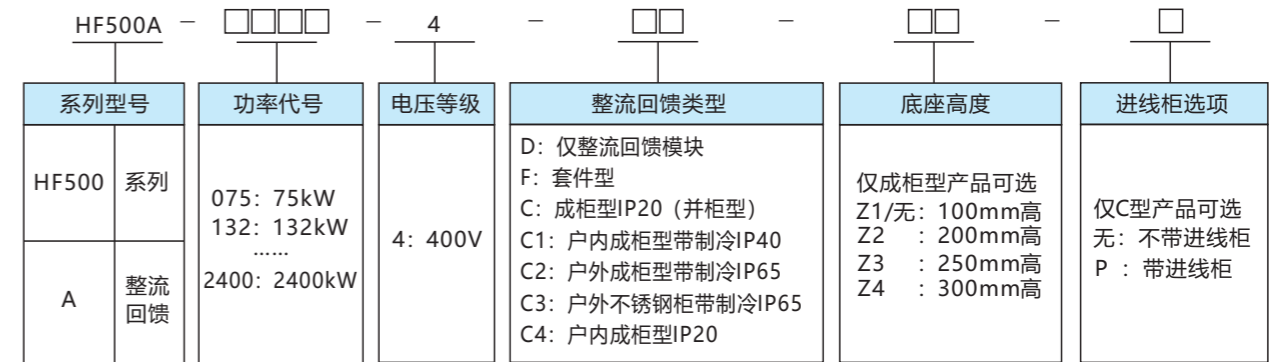 HF500A - □□□□ - 4 - □□ - □□ - □
系列型号
HF500 系列
A 整流
回馈
功率代号
075：75kW
132：132kW
……
2400：2400kW
电压等级
4：400V
整流回馈类型
D：仅整流回馈模块
F：套件型
C：成柜型IP20（并柜型）
C1：户内成柜型带制冷IP40
C2：户外成柜型带制冷IP65
C3：户外不锈钢柜带制冷IP65
C4：户内成柜型IP20
底座高度
仅成柜型产品可选
Z1/无：100mm高
Z2 ：200mm高
Z3 ：250mm高
Z4 ：300mm高
进线柜选项
仅C型产品可选
无：不带进线柜
P ：带进线柜